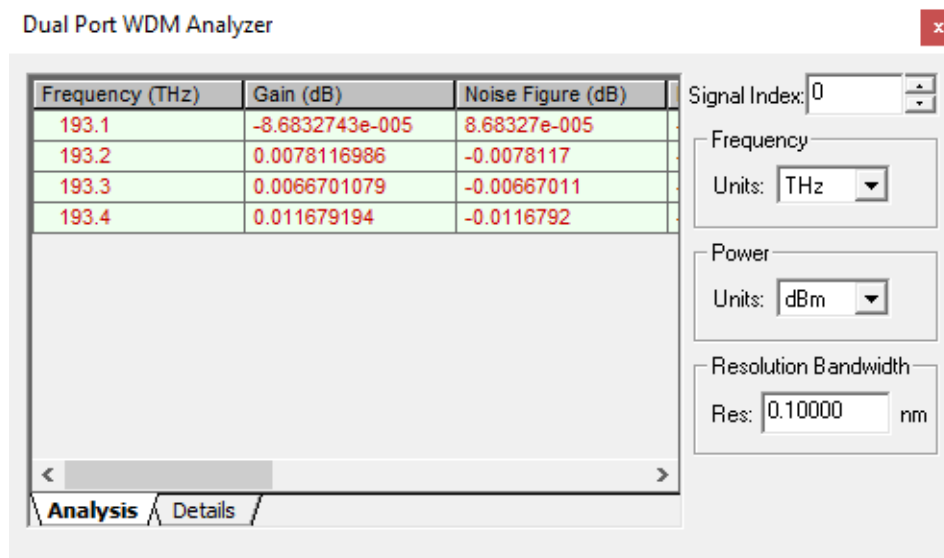 Dual Port WDM Analyzer
x
Frequency (THz) Gain (dB) Noise Figure (dB)
193.1 -8.6832743e-005 8.68327e-005
193.2 0.0078116986 -0.0078117
193.3 0.0066701079 -0.00667011
193.4 0.011679194 -0.0116792
Signal Index: 0
Frequency
Units: THz
Power
Units: dBm
Resolution Bandwidth
Res: 0.10000 nm
Analysis Details